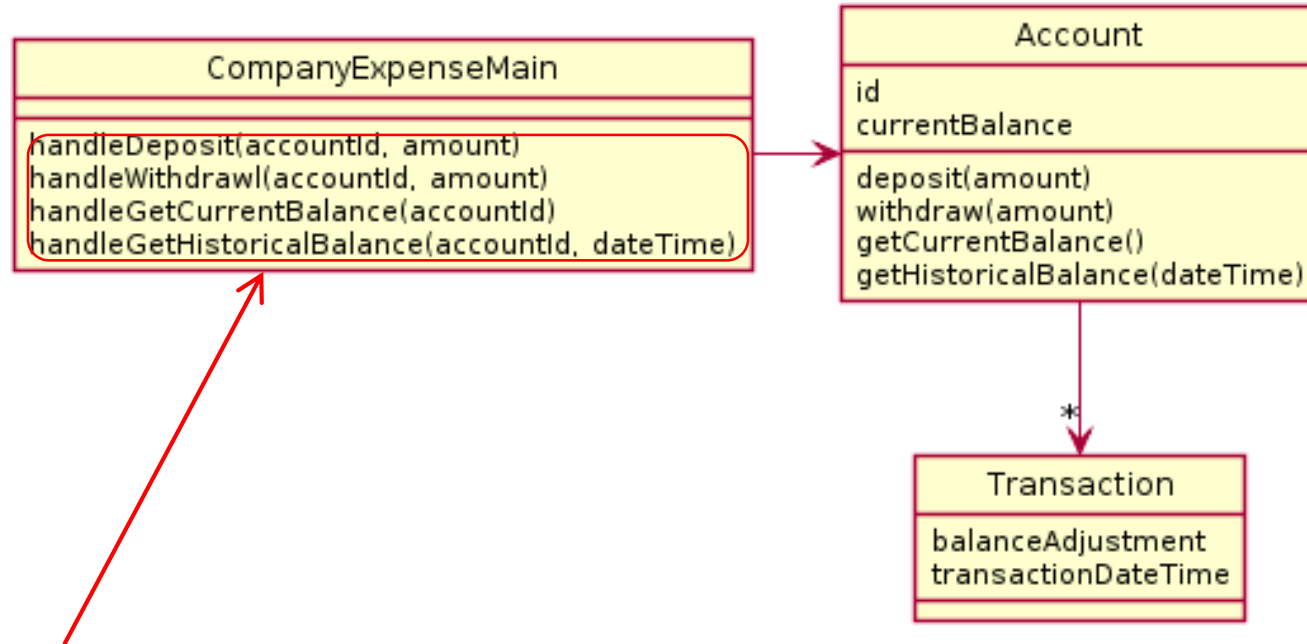 CompanyExpenseMain
handleDeposit(accountId, amount)
handleWithdrawl(accountId, amount)
handleGetCurrentBalance(accountId)
handleGetHistoricalBalance(accountId, dateTime)
Account
id
currentBalance
deposit(amount)
withdraw(amount)
getCurrentBalance()
getHistoricalBalance(dateTime)
*
Transaction
balanceAdjustment
transactionDateTime